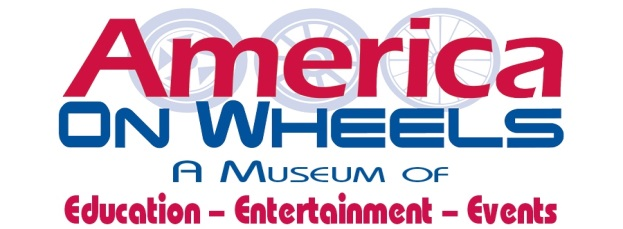 America
On Wheels
A Museum of
Education – Entertainment – Events